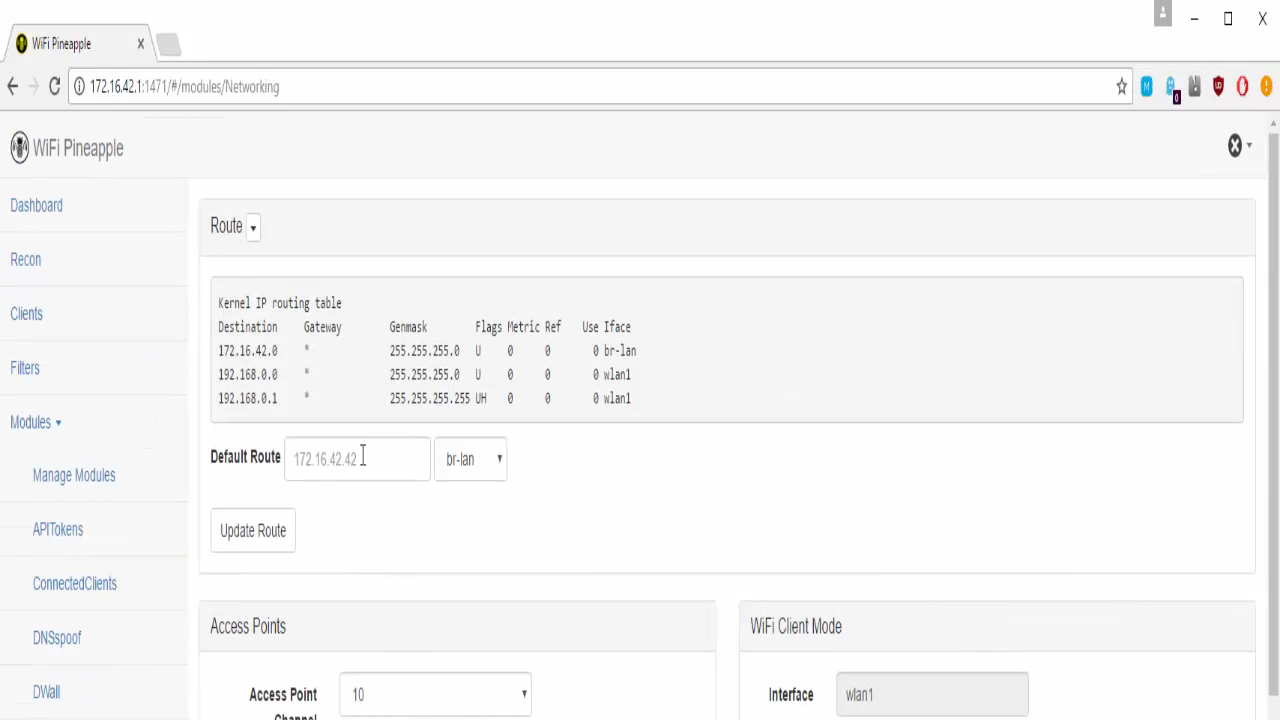 WiFi Pineapple
172.16.42.1:1471/#/modules/Networking
M
0
WiFi Pineapple
Dashboard
Recon
Clients
Filters
Modules
Manage Modules
APITokens
ConnectedClients
DNSspoof
DWall
Route
Kernel IP routing table
Destination Gateway Genmask Flags Metric Ref Use Iface
172.16.42.0 * 255.255.255.0 U 0 0 0 br-lan
192.168.0.0 * 255.255.255.0 U 0 0 0 wlan1
192.168.0.1 * 255.255.255.255 UH 0 0 0 wlan1
Default Route 172.16.42.42 br-lan
Update Route
Access Points
Access Point 10
Channel
WiFi Client Mode
Interface wlan1